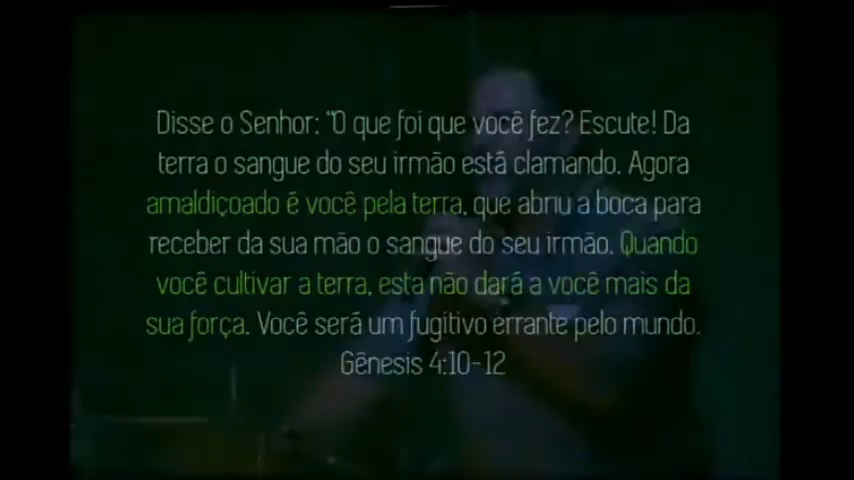 Disse o Senhor: “O que foi que você fez? Escute! Da
terra o sangue do seu irmão está clamando. Agora
amaldiçoado é você pela terra, que abriu a boca para
receber da sua mão o sangue do seu irmão. Quando
você cultivar a terra, esta não dará a você mais da
sua força. Você será um fugitivo errante pelo mundo.
Gênesis 4:10-12